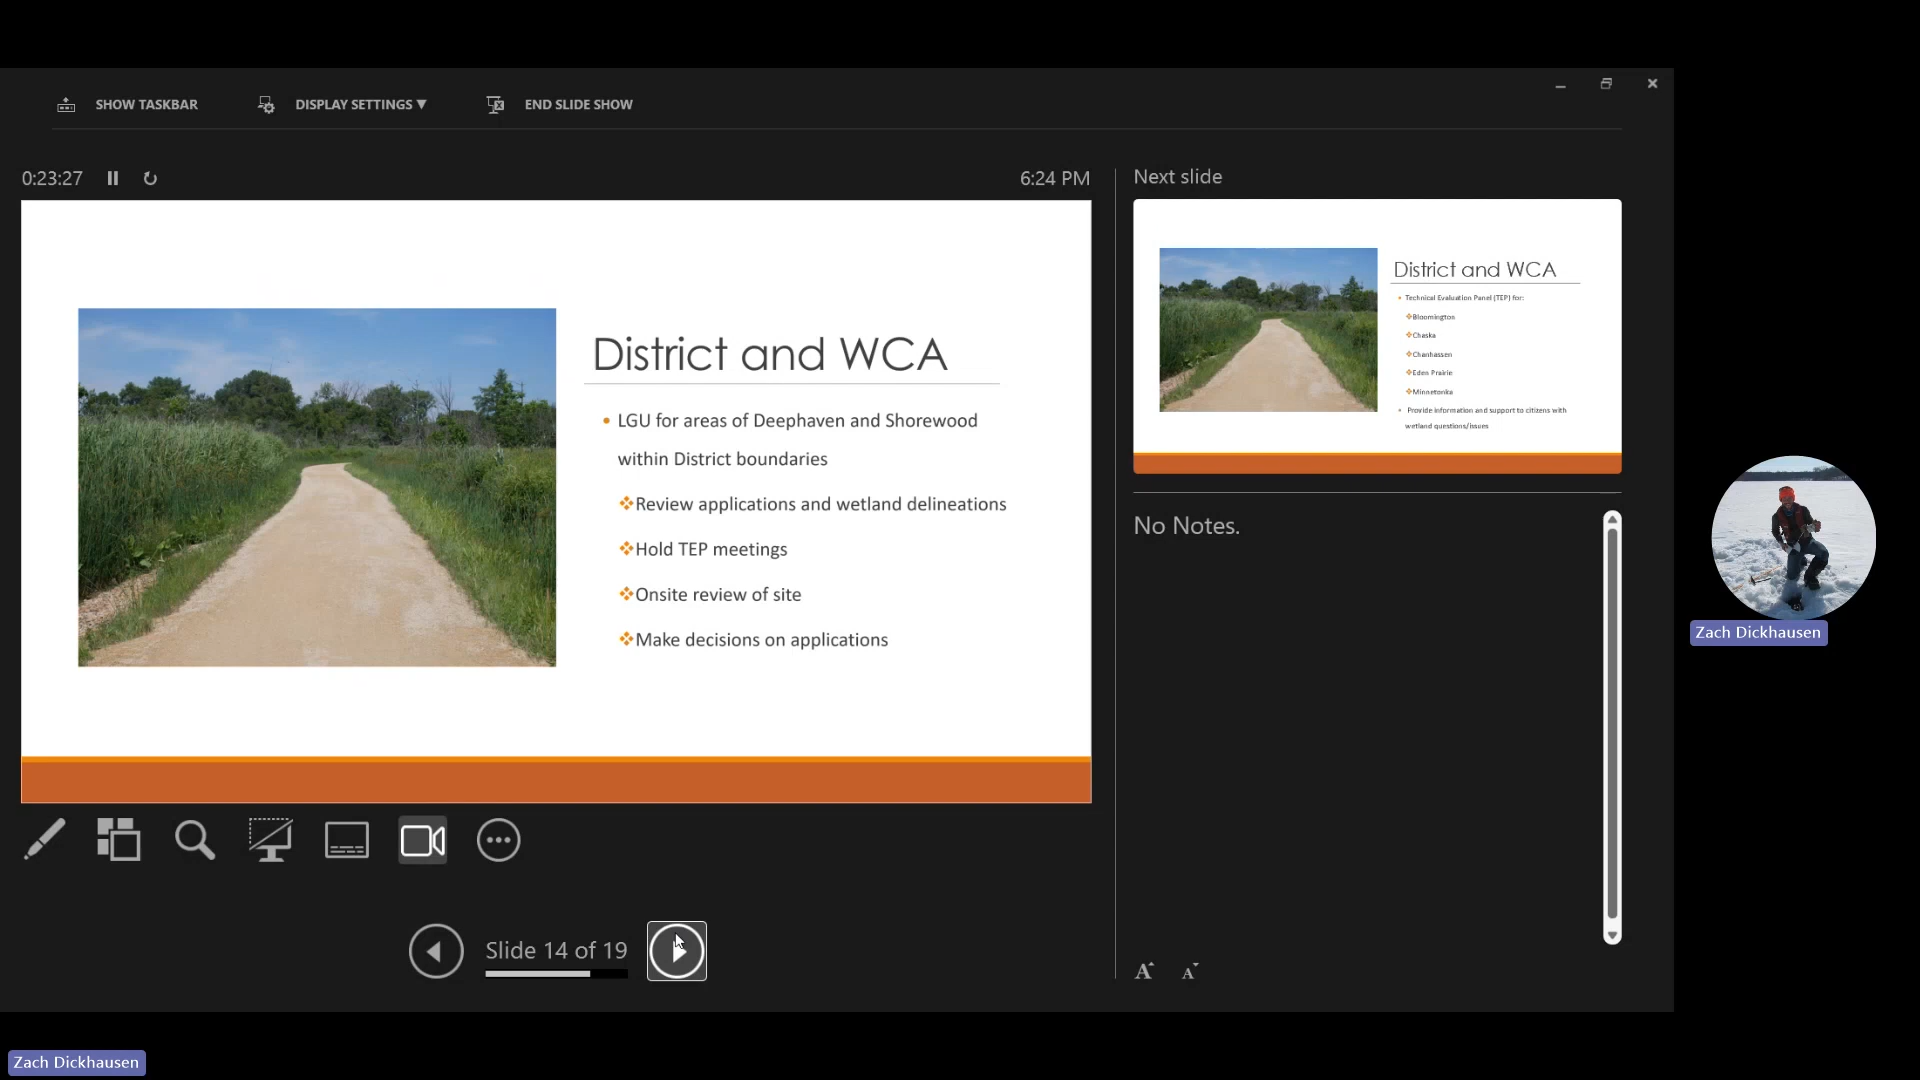 SHOW TASKBAR
DISPLAY SETTINGS ▼
END SLIDE SHOW
0:23:27
6:24 PM
District and WCA
• LGU for areas of Deephaven and Shorewood
within District boundaries
❖Review applications and wetland delineations
❖Hold TEP meetings
❖Onsite review of site
❖Make decisions on applications
Slide 14 of 19
Next slide
District and WCA
• Technical Evaluation Panel (TEP) for:
❖Bloomington
❖Chaska
❖Chanhassen
❖Eden Prairie
❖Minnetonka
• Provide information and support to citizens with
wetland questions/issues
No Notes.
A A
Zach Dickhausen
Zach Dickhausen